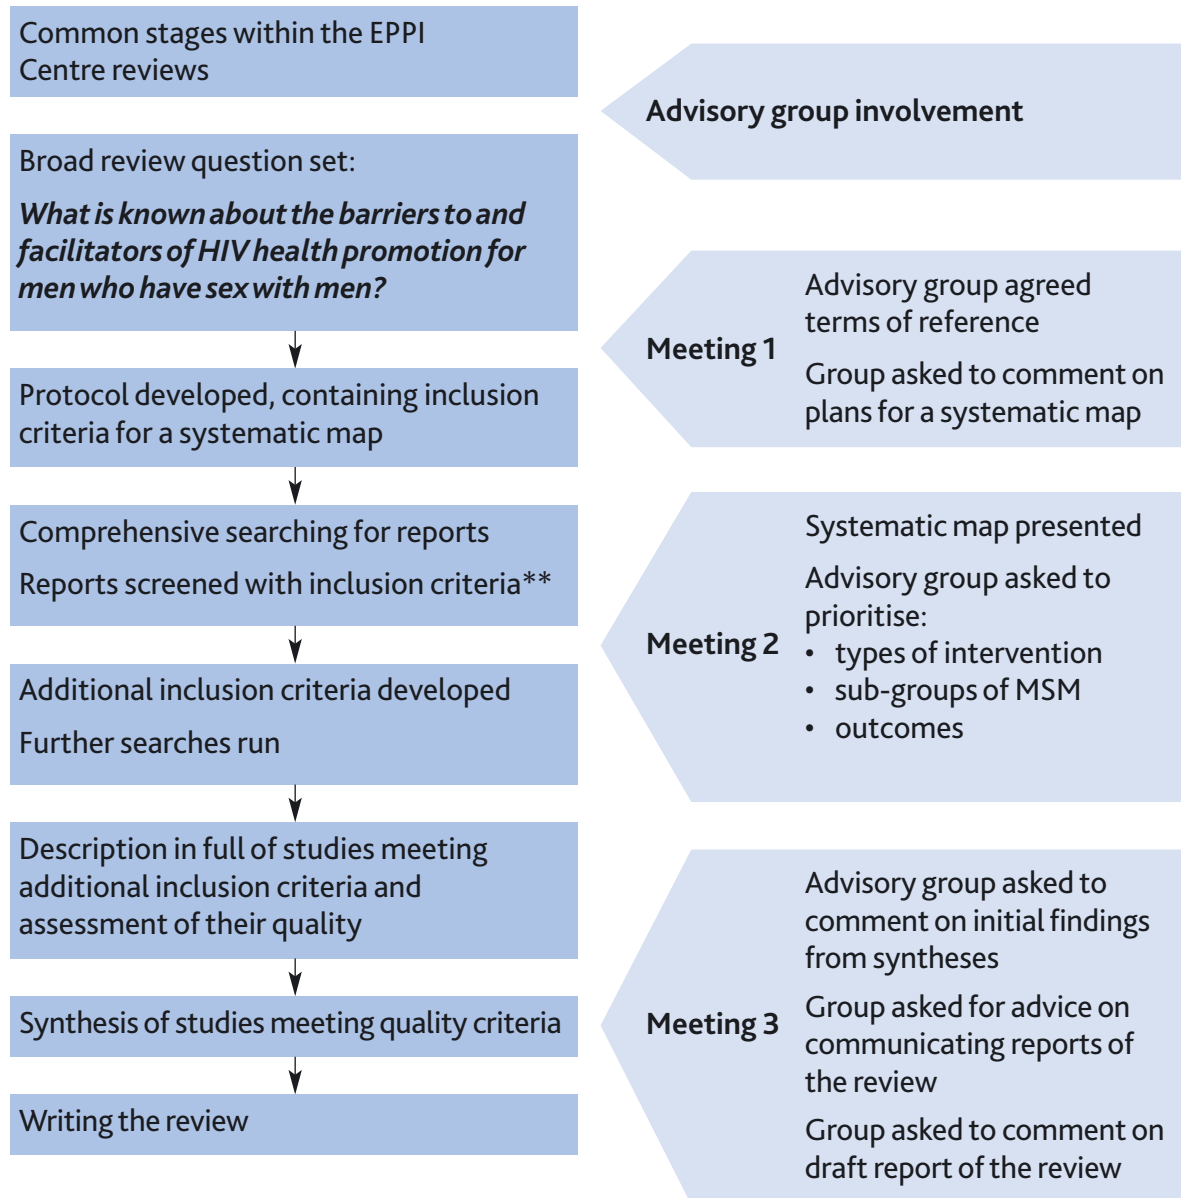 Common stages within the EPPI
Centre reviews
Advisory group involvement
Broad review question set:
What is known about the barriers to and
facilitators of HIV health promotion for
men who have sex with men?
Meeting 1
Advisory group agreed
terms of reference
Group asked to comment on
plans for a systematic map
Protocol developed, containing inclusion
criteria for a systematic map
Comprehensive searching for reports
Reports screened with inclusion criteria**
Meeting 2
Systematic map presented
Advisory group asked to
prioritise:
• types of intervention
• sub-groups of MSM
• outcomes
Additional inclusion criteria developed
Further searches run
Description in full of studies meeting
additional inclusion criteria and
assessment of their quality
Synthesis of studies meeting quality criteria
Writing the review
Meeting 3
Advisory group asked to
comment on initial findings
from syntheses
Group asked for advice on
communicating reports of
the review
Group asked to comment on
draft report of the review